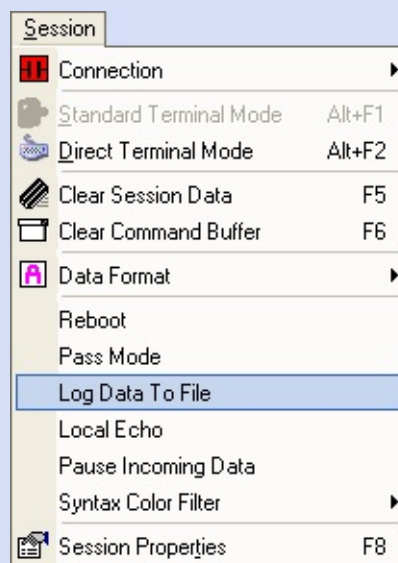 Session
Connection
Standard Terminal Mode Alt+F1
Direct Terminal Mode Alt+F2
Clear Session Data F5
Clear Command Buffer F6
A Data Format
Reboot
Pass Mode
Log Data To File
Local Echo
Pause Incoming Data
Syntax Color Filter
Session Properties F8